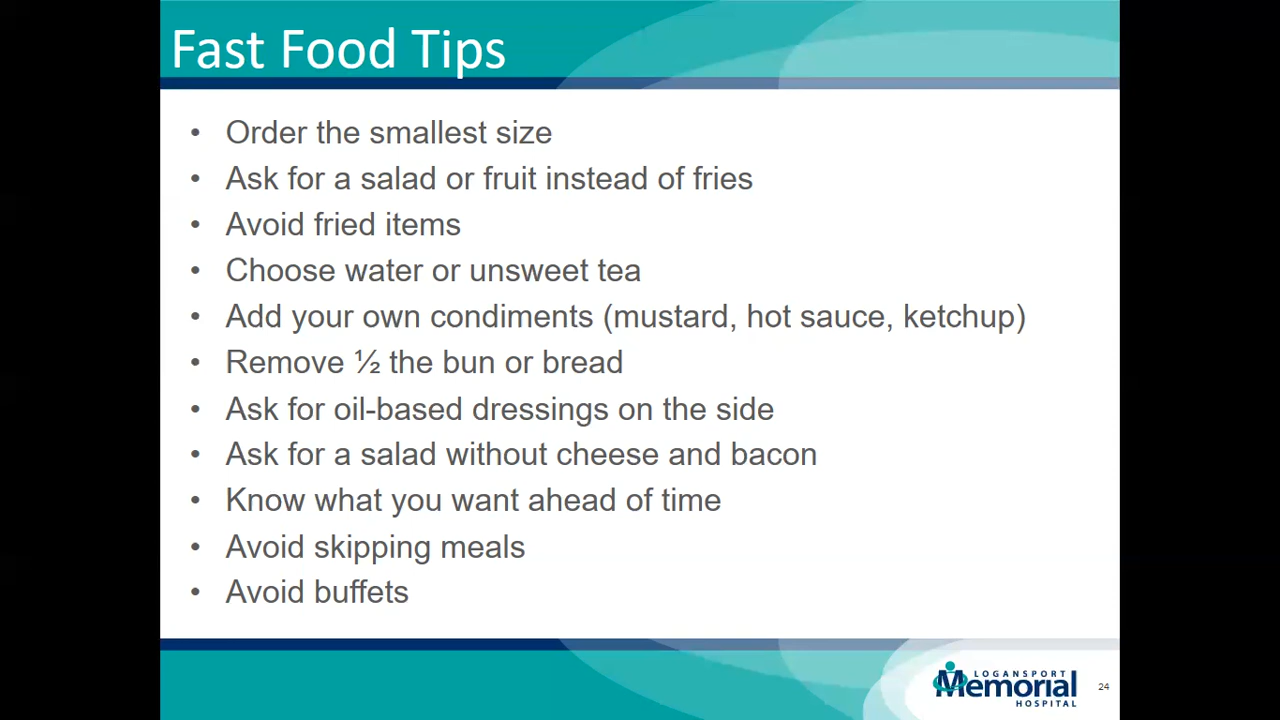 Fast Food Tips
• Order the smallest size
• Ask for a salad or fruit instead of fries
• Avoid fried items
• Choose water or unsweet tea
• Add your own condiments (mustard, hot sauce, ketchup)
• Remove ½ the bun or bread
• Ask for oil-based dressings on the side
• Ask for a salad without cheese and bacon
• Know what you want ahead of time
• Avoid skipping meals
• Avoid buffets
LOGANSPORT
Memorial
HOSPITAL
24